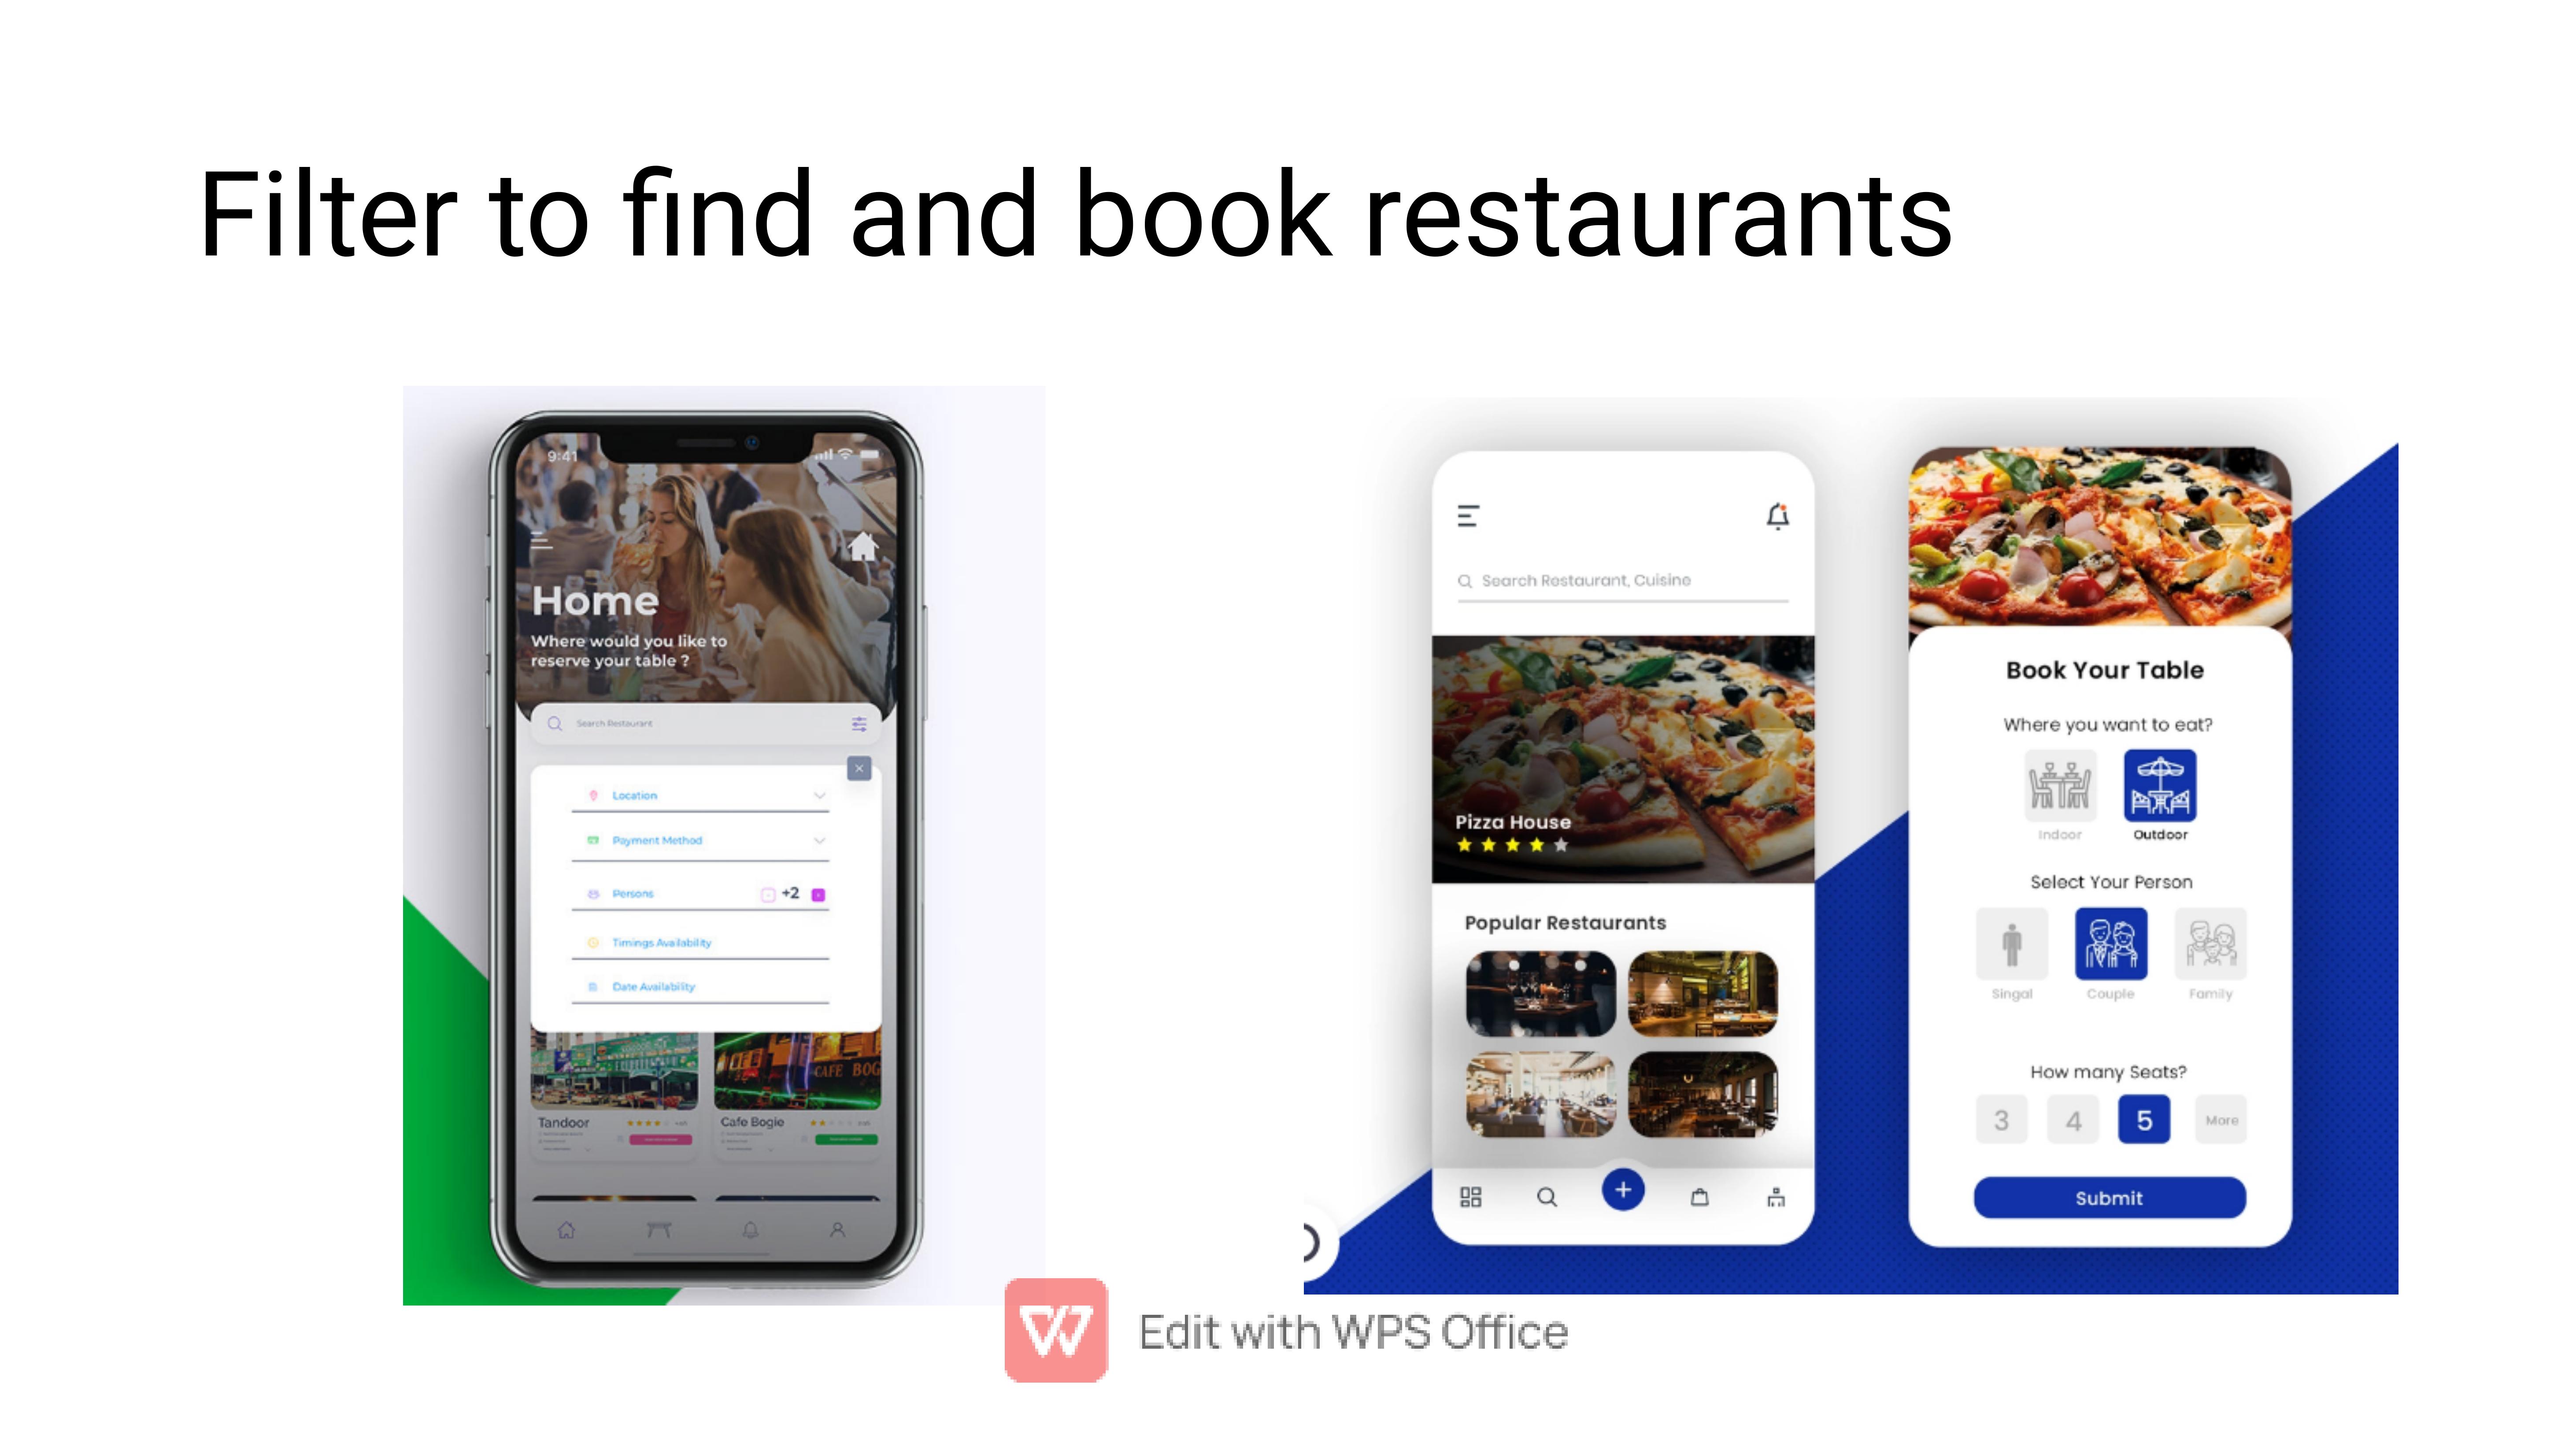 Filter to find and book restaurants
9:41
Home
Where would you like to
reserve your table ?
Search Restaurant
Location
Payment Method
Persons
+2
Timings Availability
Date Availability
CAFE BOG
Tandoor
Cafe Bogie
Search Restaurant, Cuisine
Pizza House
Popular Restaurants
Book Your Table
Where you want to eat?
Indoor
Outdoor
Select Your Person
Singal
Couple
Family
How many Seats?
3
4
5
More
Submit
Edit with WPS Office